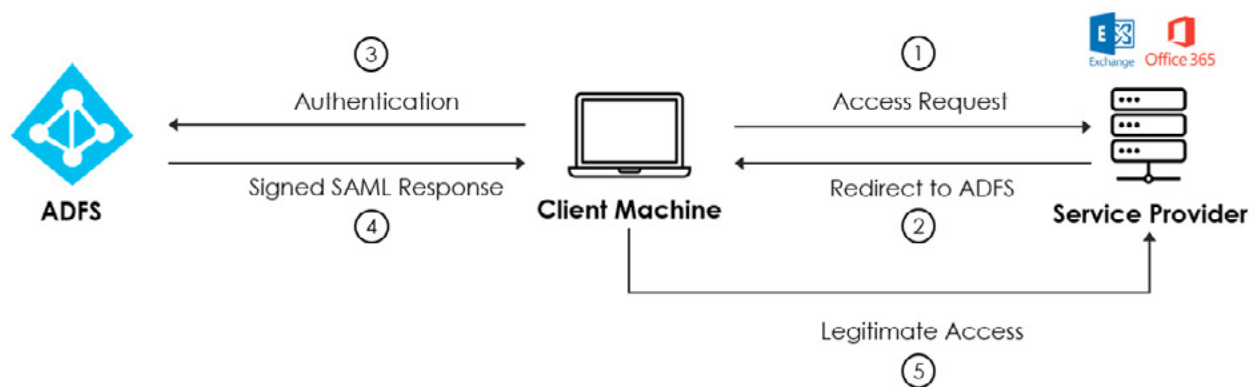 E
Exchange
Office 365
3
1
Authentication
Access Request
Signed SAML Response
Redirect to ADFS
ADFS
4
Client Machine
2
Service Provider
Legitimate Access
5